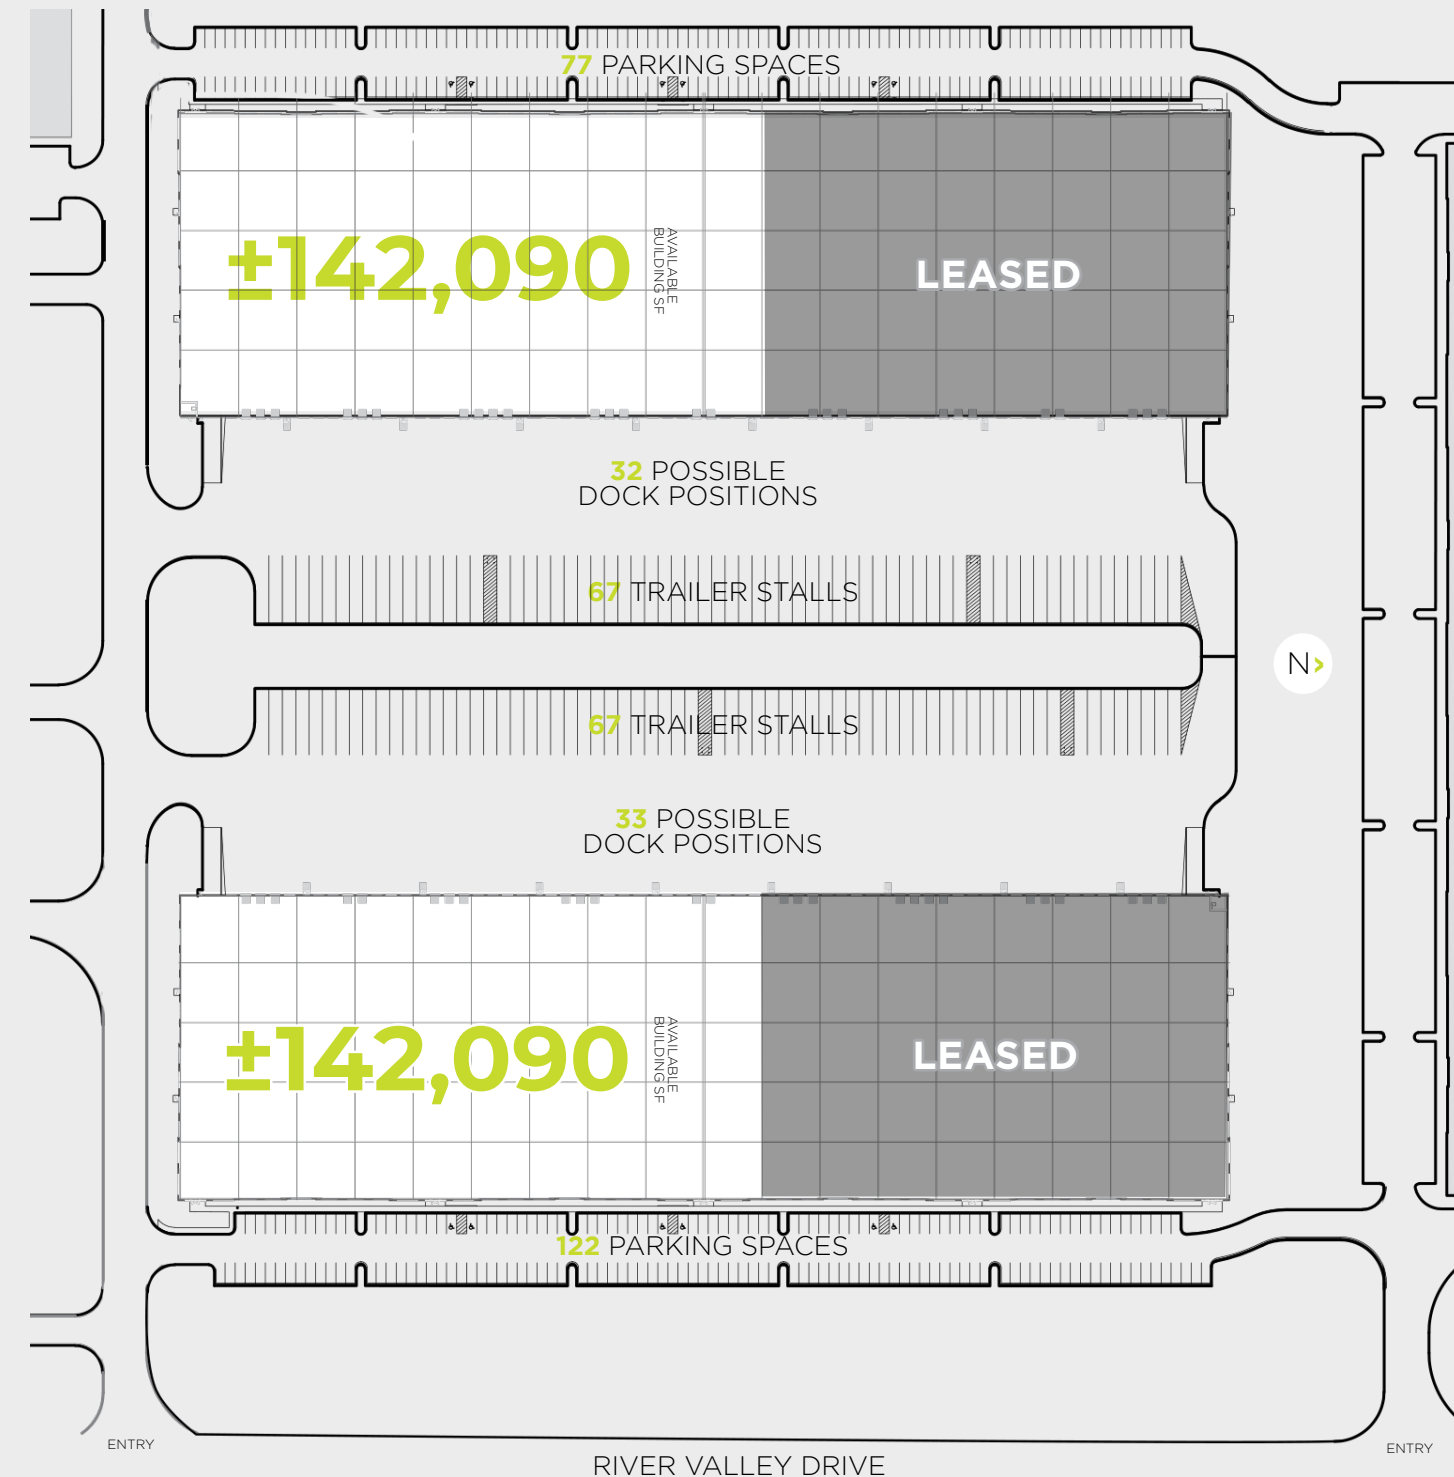 77 PARKING SPACES
±142,090
AVAILABLE
BUILDING SF
LEASED
32 POSSIBLE
DOCK POSITIONS
67 TRAILER STALLS
N>
67 TRAILER STALLS
33 POSSIBLE
DOCK POSITIONS
±142,090
AVAILABLE
BUILDING SF
LEASED
122 PARKING SPACES
ENTRY
ENTRY
RIVER VALLEY DRIVE